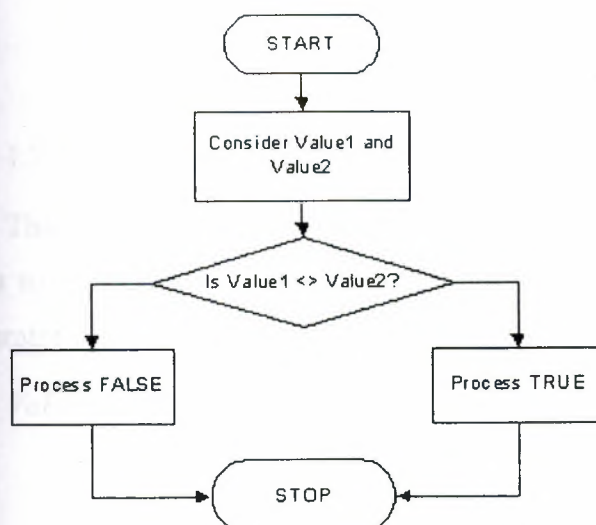 START
Consider Value1 and
Value2
Is Value1 <> Value2?
Process FALSE
Process TRUE
STOP